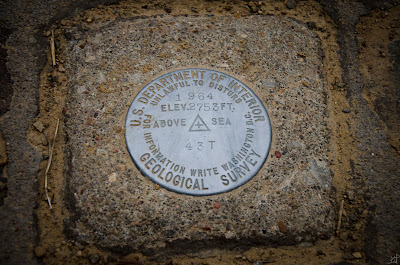 U.S. DEPARTMENT OF INTERIOR
UNLAWFUL TO DISTURB
1964
ELEV. 2753 FT.
ABOVE SEA
43 T
FOR INFORMATION WRITE WASHINGTON D.C.
GEOLOGICAL SURVEY